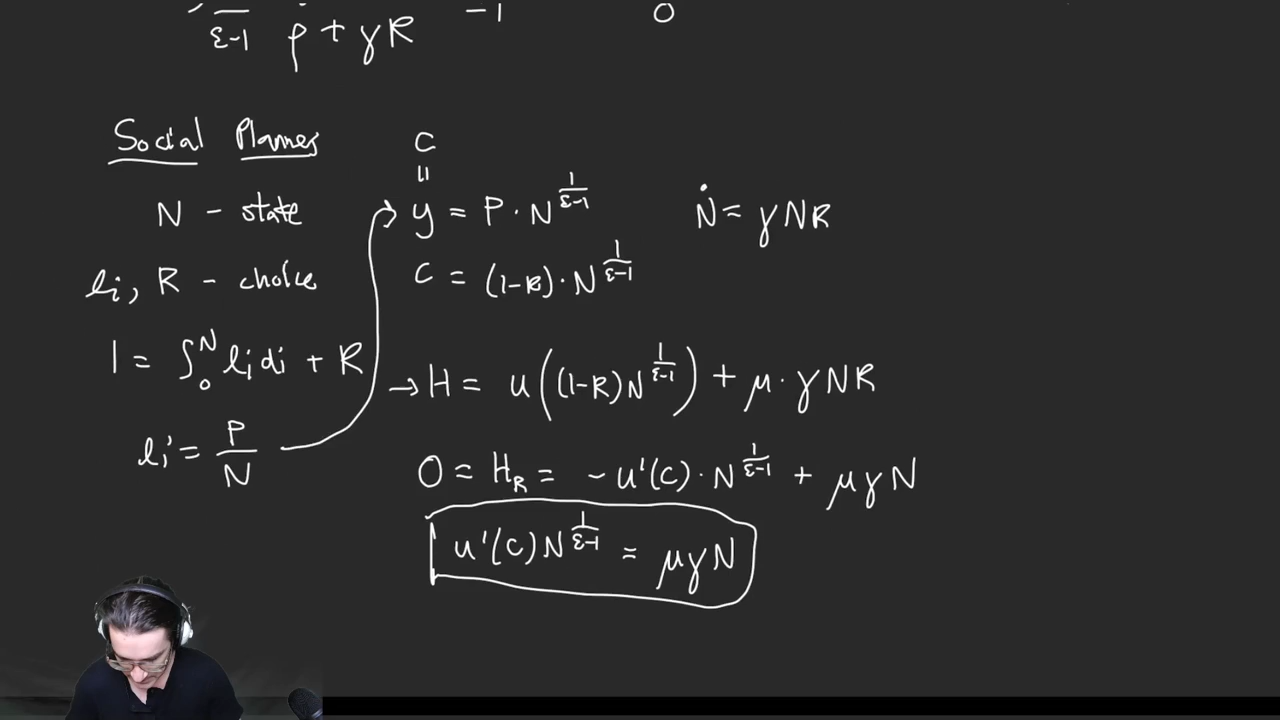 ε-1 ρ + γR -1 0
Social Planner
N - state
li, R - choice
1 = ∫₀ᴺ li di + R
li = P/N
C
=
y = P · N^(1/(ε-1))
Ṅ = γNR
C = (1-R) · N^(1/(ε-1))
→ H = u((1-R)N^(1/(ε-1))) + μ · γNR
0 = H_R = - u'(C) · N^(1/(ε-1)) + μγN
u'(C)N^(1/(ε-1)) = μγN